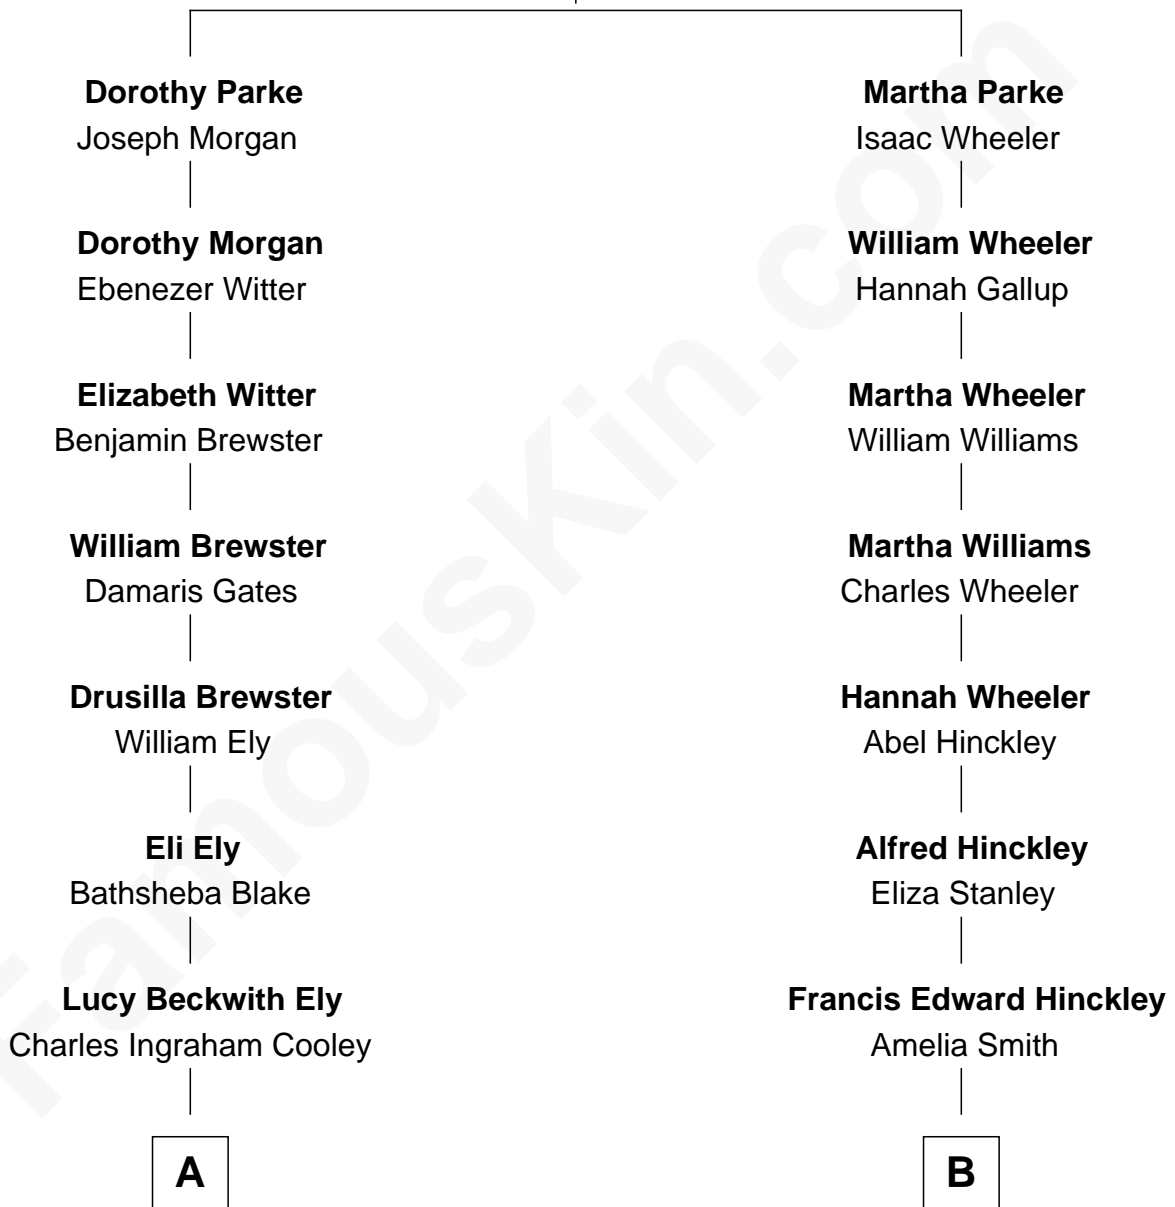 Dorothy Parke
Joseph Morgan
Dorothy Morgan
Ebenezer Witter
Elizabeth Witter
Benjamin Brewster
William Brewster
Damaris Gates
Drusilla Brewster
William Ely
Eli Ely
Bathsheba Blake
Lucy Beckwith Ely
Charles Ingraham Cooley
A
Martha Parke
Isaac Wheeler
William Wheeler
Hannah Gallup
Martha Wheeler
William Williams
Martha Williams
Charles Wheeler
Hannah Wheeler
Abel Hinckley
Alfred Hinckley
Eliza Stanley
Francis Edward Hinckley
Amelia Smith
B
FamousKin.com